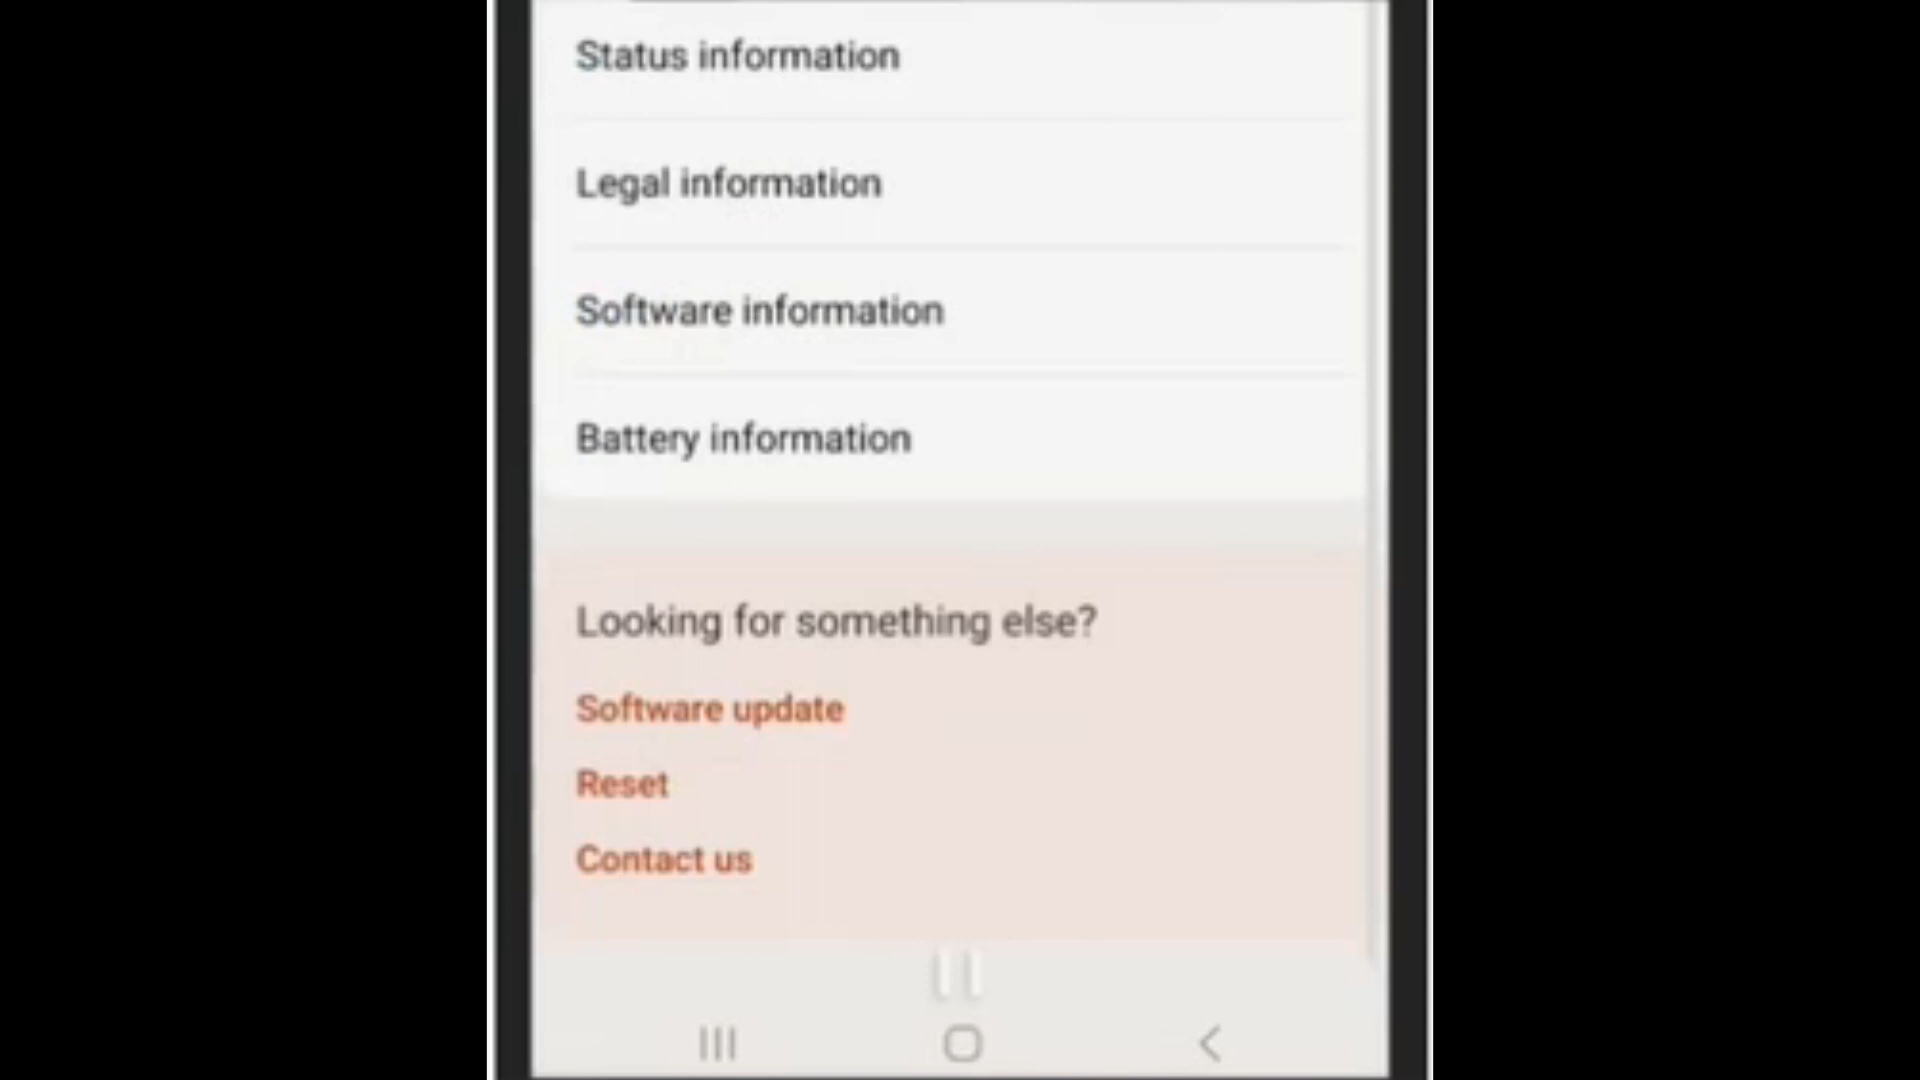 Status information
Legal information
Software information
Battery information
Looking for something else?
Software update
Reset
Contact us